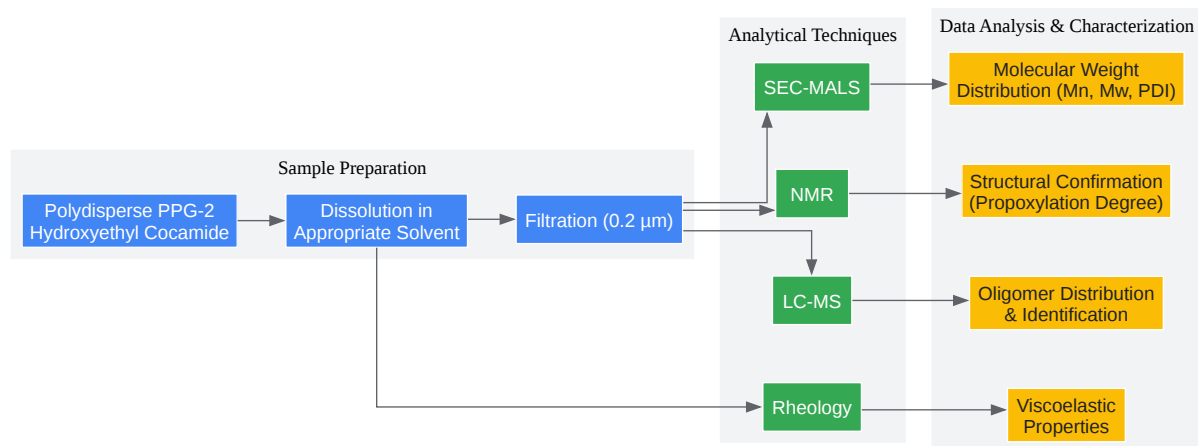 Sample Preparation
Polydisperse PPG-2
Hydroxyethyl Cocamide
Dissolution in
Appropriate Solvent
Filtration (0.2 µm)
Analytical Techniques
SEC-MALS
NMR
LC-MS
Rheology
Data Analysis & Characterization
Molecular Weight
Distribution (Mn, Mw, PDI)
Structural Confirmation
(Propoxylation Degree)
Oligomer Distribution
& Identification
Viscoelastic
Properties